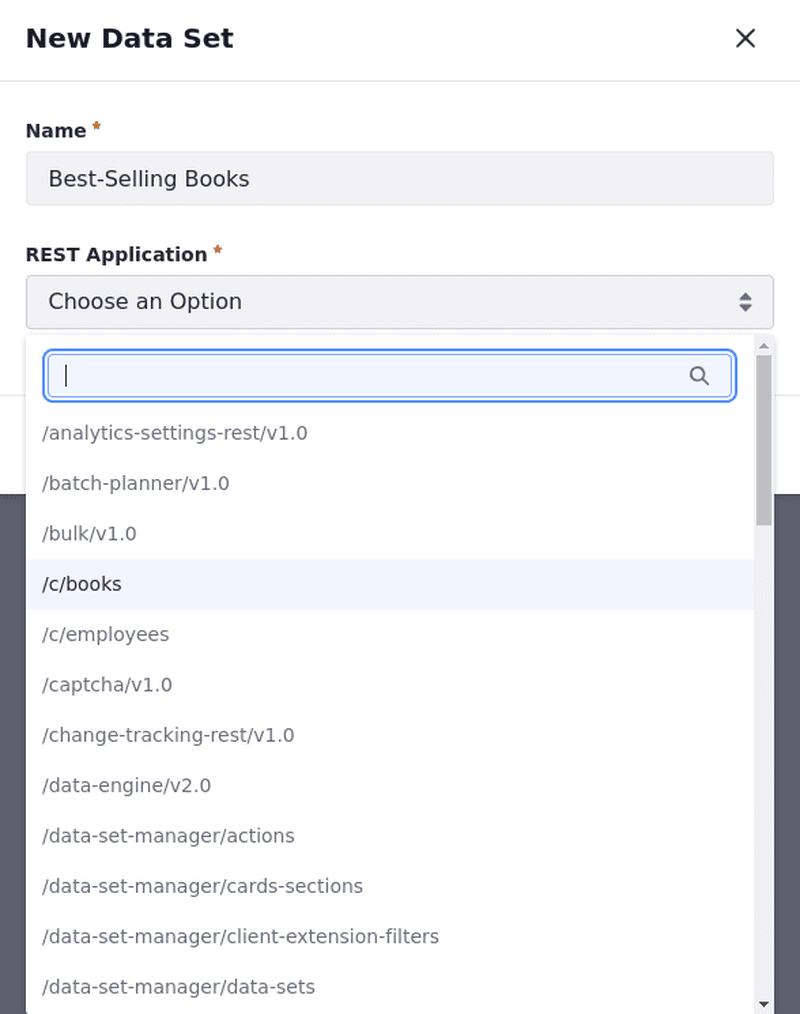 New Data Set
Name *
Best-Selling Books
REST Application *
Choose an Option
/analytics-settings-rest/v1.0
/batch-planner/v1.0
/bulk/v1.0
/c/books
/c/employees
/captcha/v1.0
/change-tracking-rest/v1.0
/data-engine/v2.0
/data-set-manager/actions
/data-set-manager/cards-sections
/data-set-manager/client-extension-filters
/data-set-manager/data-sets